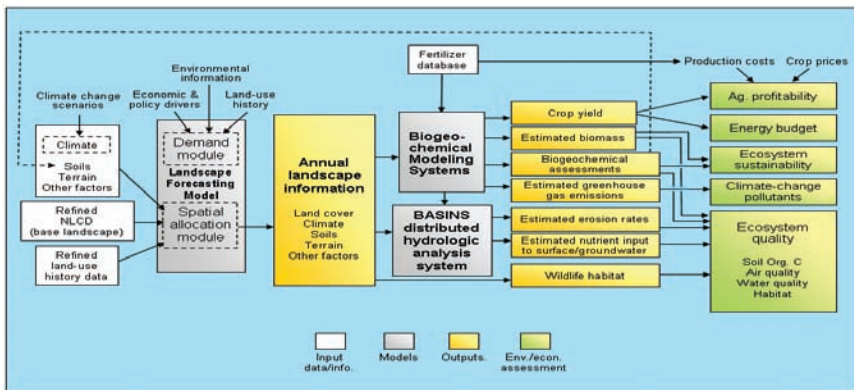 Fertilizer
database
Production costs
Crop prices
Environmental
information
Economic &
policy drivers
Land-use
history
Climate change
scenarios
Climate
Soils
Terrain
Other factors
Refined
NLCD
(base landscape)
Refined
land-use
history data
Demand
module
Landscape
Forecasting
Model
Spatial
allocation
module
Annual
landscape
information
Land cover
Climate
Soils
Terrain
Other factors
Biogeo-
chemical
Modeling
Systems
BASINS
distributed
hydrologic
analysis
system
Crop yield
Estimated biomass
Biogeochemical
assessments
Estimated greenhouse
gas emissions
Estimated erosion rates
Estimated nutrient input
to surface/groundwater
Wildlife habitat
Ag. profitability
Energy budget
Ecosystem
sustainability
Climate-change
pollutants
Ecosystem
quality
Soil Org. C
Air quality
Water quality
Habitat
Input
data/info.
Models
Outputs.
Env./econ.
assessment